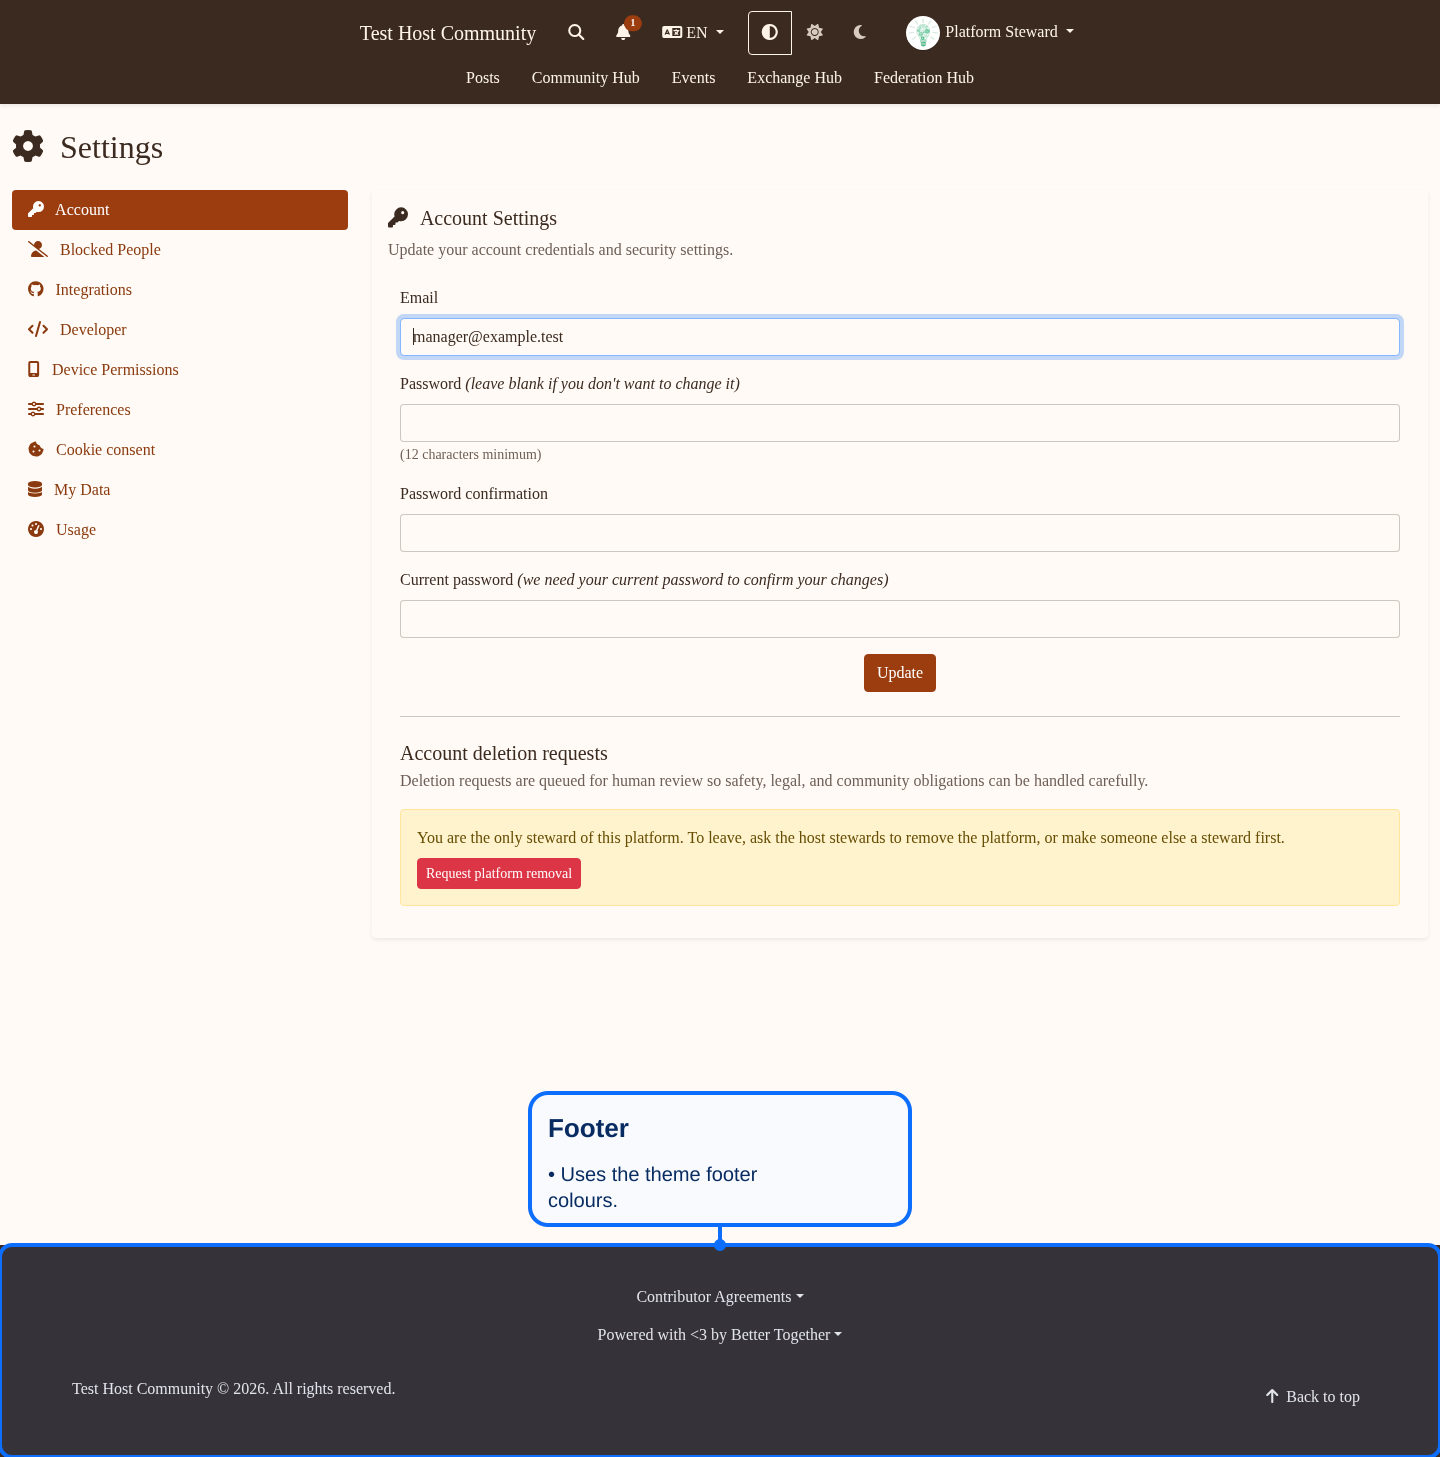 Test Host Community
1
EN
Platform Steward
Posts
Community Hub
Events
Exchange Hub
Federation Hub
Settings
Account
Blocked People
Integrations
Developer
Device Permissions
Preferences
Cookie consent
My Data
Usage
Account Settings
Update your account credentials and security settings.
Email
manager@example.test
Password (leave blank if you don't want to change it)
(12 characters minimum)
Password confirmation
Current password (we need your current password to confirm your changes)
Update
Account deletion requests
Deletion requests are queued for human review so safety, legal, and community obligations can be handled carefully.
You are the only steward of this platform. To leave, ask the host stewards to remove the platform, or make someone else a steward first.
Request platform removal
Footer
• Uses the theme footer
colours.
Contributor Agreements
Powered with <3 by Better Together
Test Host Community © 2026. All rights reserved.
Back to top